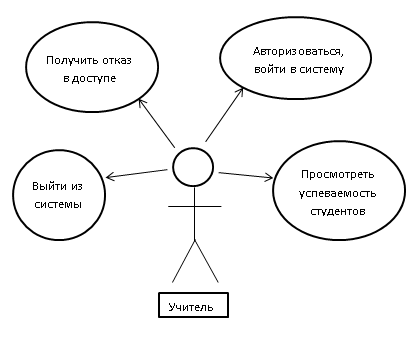 Получить отказ
в доступе
Авторизоваться,
войти в систему
Выйти из
системы
Просмотреть
успеваемость
студентов
Учитель